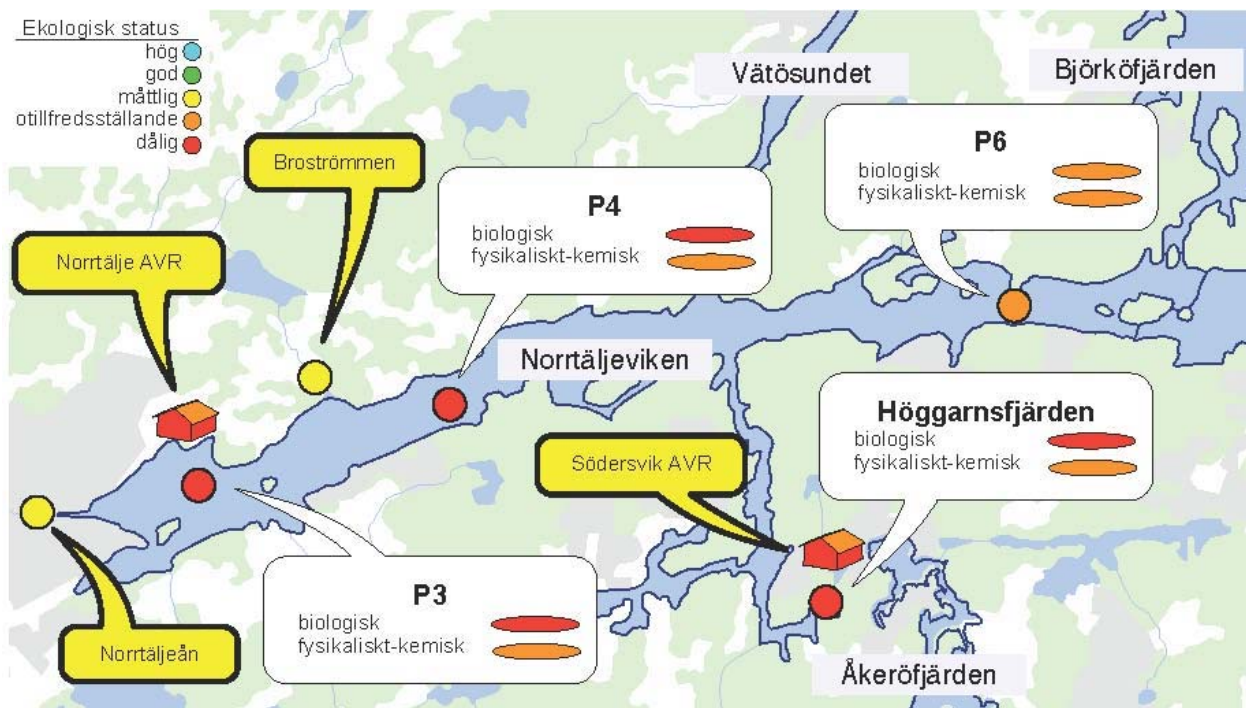 Ekologisk status
hög
god
måttlig
otillfredsställande
dålig
Vätösundet
Björköfjärden
Broströmmen
P6
biologisk
fysikaliskt-kemisk
P4
biologisk
fysikaliskt-kemisk
Norrtälje AVR
Norrtäljeviken
Höggarnsfjärden
biologisk
fysikaliskt-kemisk
Södersvik AVR
P3
biologisk
fysikaliskt-kemisk
Norrtäljeån
Åkeröfjärden